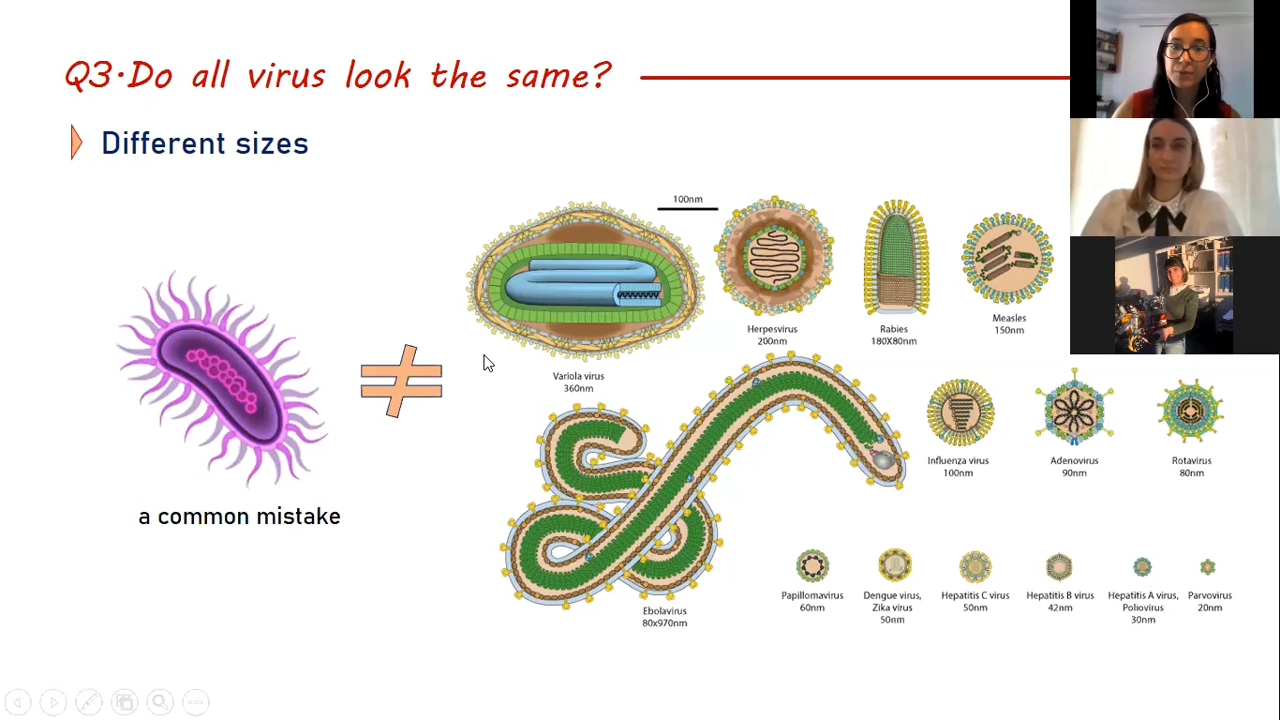 Q3·Do all virus look the same?
Different sizes
100nm
Variola virus
360nm
Herpesvirus
200nm
Rabies
180X80nm
Measles
150nm
a common mistake
Ebolavirus
80x970nm
Influenza virus
100nm
Adenovirus
90nm
Rotavirus
80nm
Papillomavirus
60nm
Dengue virus,
Zika virus
50nm
Hepatitis C virus
50nm
Hepatitis B virus
42nm
Hepatitis A virus,
Poliovirus
30nm
Parvovirus
20nm